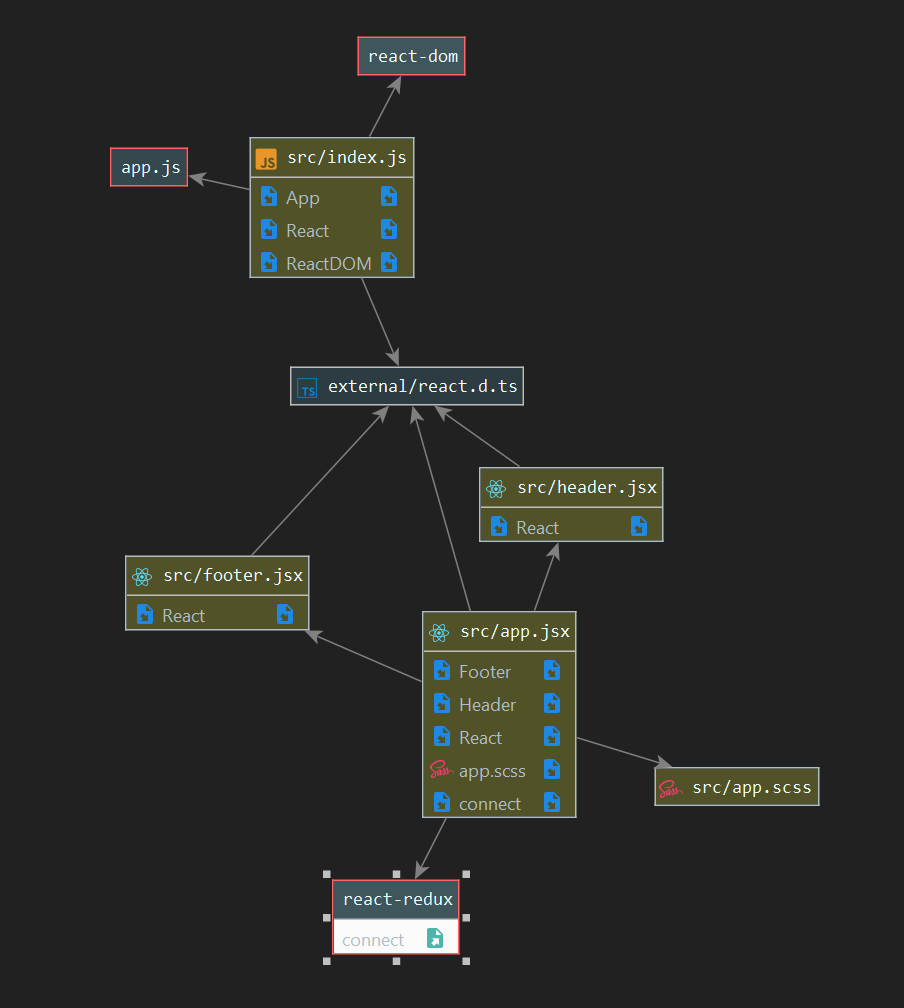 react-dom
app.js
JS src/index.js
App
React
ReactDOM
TS external/react.d.ts
src/header.jsx
React
src/footer.jsx
React
src/app.jsx
Footer
Header
React
Sass app.scss
connect
Sass src/app.scss
react-redux
connect